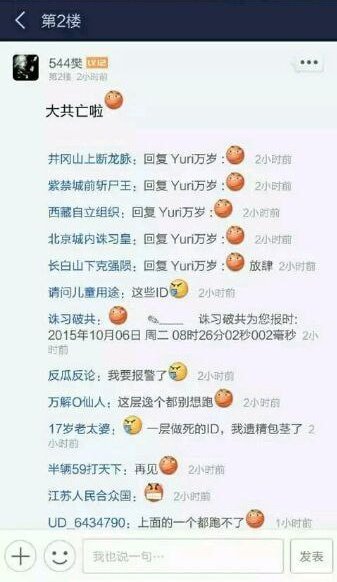 第2楼
544樊 仪记
第2楼 2小时前
大共亡啦
井冈山上断龙脉：回复 Yuri万岁： 2小时前
紫禁城前斩尸王：回复 Yuri万岁： 2小时前
西藏自立组织：回复 Yuri万岁： 2小时前
北京城内诛习皇：回复 Yuri万岁： 2小时前
长白山下克强陨：回复 Yuri万岁： 放肆 2小时前
请问儿童用途：这些ID 2小时前
诛习破共： 诛习破共为您报时:
2015年10月06日 周二 08时26分02秒002毫秒 2小
时前
反瓜反论：我要报警了 2小时前
万解O仙人：这层逸个都别想跑 2小时前
17岁老太婆： 一层做死的ID，我遗精包茎了 2
小时前
半辆59打天下：再见 2小时前
江苏人民合众国： 2小时前
UD_6434790：上面的一个都跑不了 1小时前
我也说一句… 发表